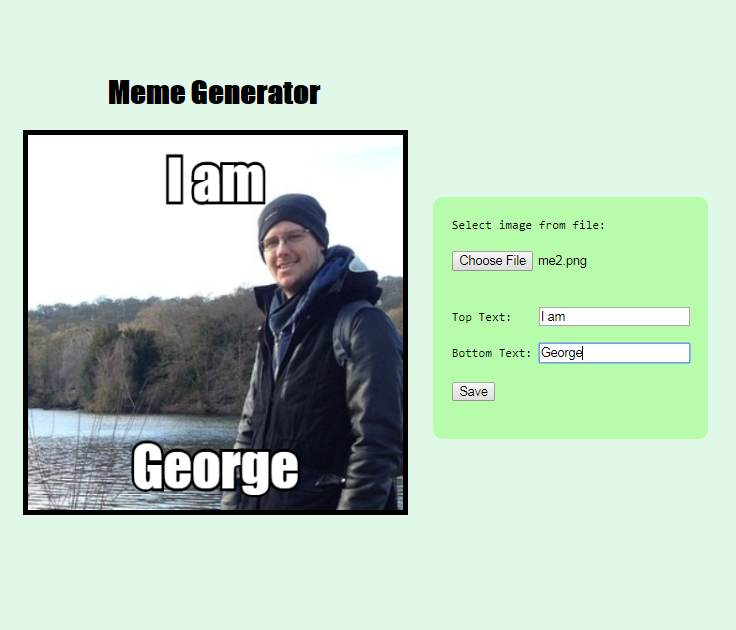 Meme Generator
I am
George
Select image from file:
Choose File me2.png
Top Text: I am
Bottom Text: George
Save